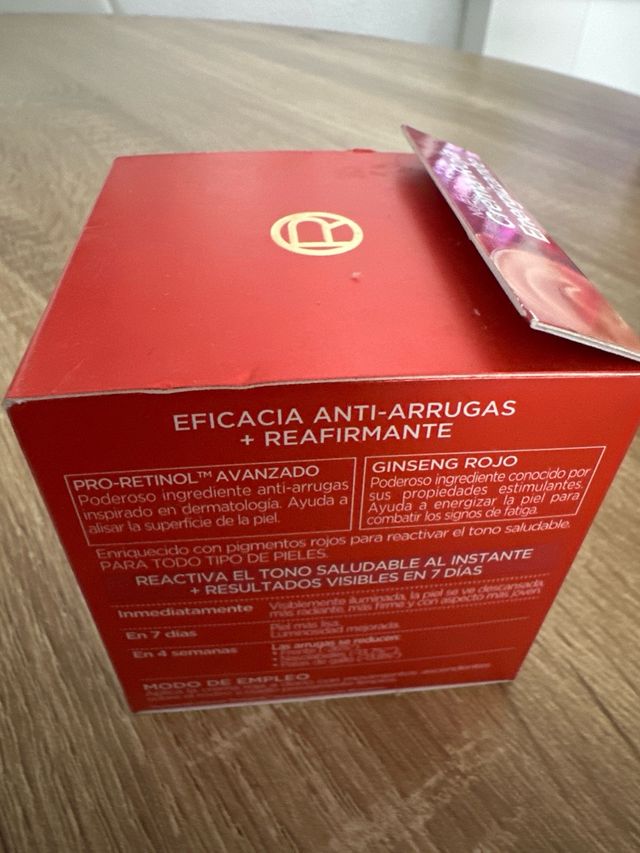 R
Crema Roja
Energizante
EFICACIA ANTI-ARRUGAS
+ REAFIRMANTE
PRO-RETINOL™ AVANZADO
Poderoso ingrediente anti-arrugas
inspirado en dermatología. Ayuda a
alisar la superficie de la piel.
GINSENG ROJO
Poderoso ingrediente conocido por
sus propiedades estimulantes.
Ayuda a energizar la piel para
combatir los signos de fatiga.
Enriquecido con pigmentos rojos para reactivar el tono saludable.
PARA TODO TIPO DE PIELES.
REACTIVA EL TONO SALUDABLE AL INSTANTE
+ RESULTADOS VISIBLES EN 7 DÍAS
Inmediatamente
Visiblemente iluminada, la piel se ve descansada,
más radiante, más firme y con aspecto más joven.
En 7 días
Piel más lisa.
Luminosidad mejorada.
En 4 semanas
Las arrugas se reducen:
MODO DE EMPLEO